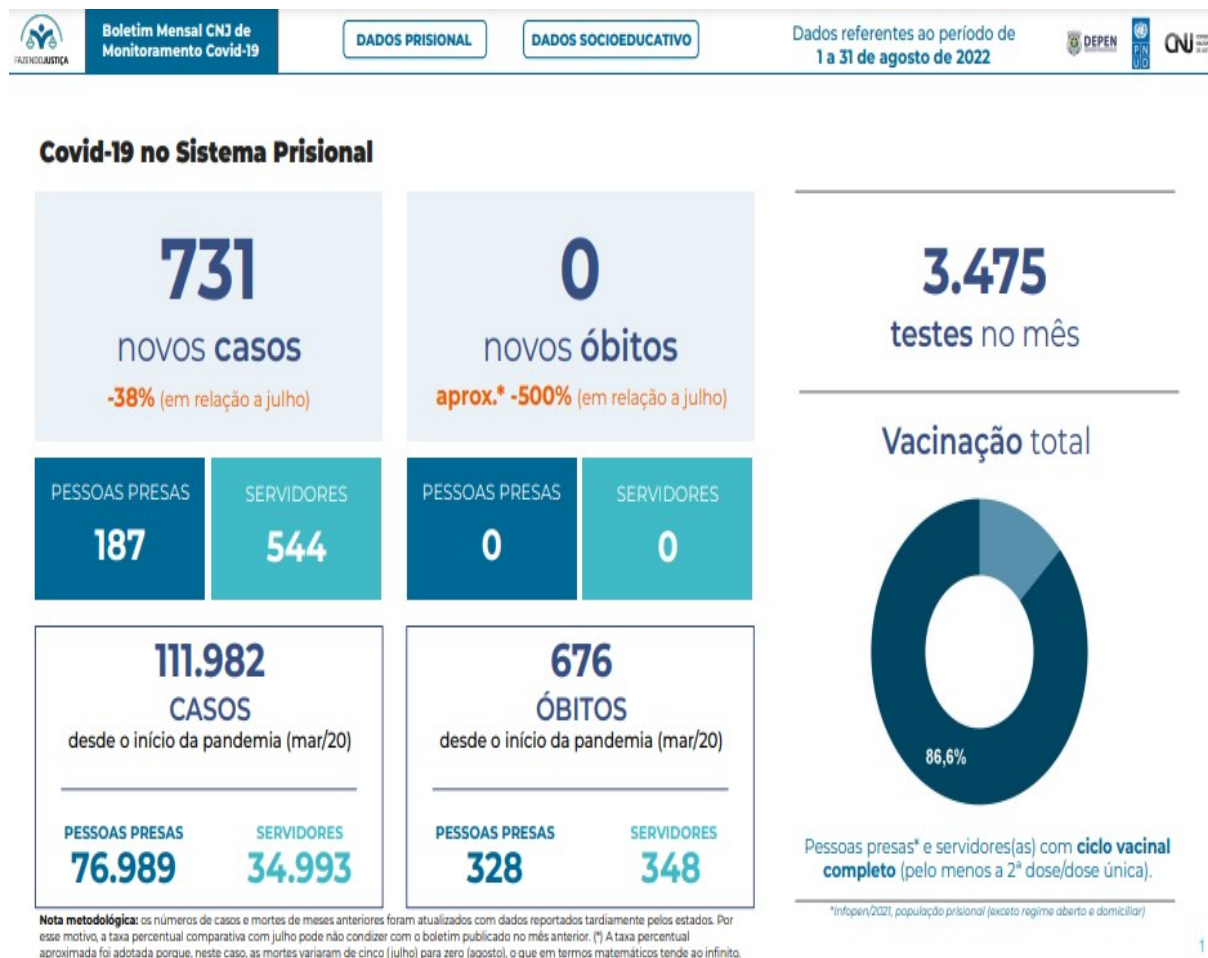 FAZENDOJUSTIÇA
Boletim Mensal CNJ de
Monitoramento Covid-19
DADOS PRISIONAL
DADOS SOCIOEDUCATIVO
Dados referentes ao período de
1 a 31 de agosto de 2022
DEPEN
PN
UD
CNJ
Covid-19 no Sistema Prisional
731
novos casos
-38% (em relação a julho)
PESSOAS PRESAS
187
SERVIDORES
544
0
novos óbitos
aprox.* -500% (em relação a julho)
PESSOAS PRESAS
0
SERVIDORES
0
3.475
testes no mês
Vacinação total
86,6%
Pessoas presas* e servidores(as) com ciclo vacinal
completo (pelo menos a 2ª dose/dose única).
*Infopen/2021, população prisional (exceto regime aberto e domiciliar)
111.982
CASOS
desde o início da pandemia (mar/20)
PESSOAS PRESAS
76.989
SERVIDORES
34.993
676
ÓBITOS
desde o início da pandemia (mar/20)
PESSOAS PRESAS
328
SERVIDORES
348
Nota metodológica: os números de casos e mortes de meses anteriores foram atualizados com dados reportados tardiamente pelos estados. Por
esse motivo, a taxa percentual comparativa com julho pode não condizer com o boletim publicado no mês anterior. (*) A taxa percentual
aproximada foi adotada porque, neste caso, as mortes variaram de cinco (julho) para zero (agosto), o que em termos matemáticos tende ao infinito.
1